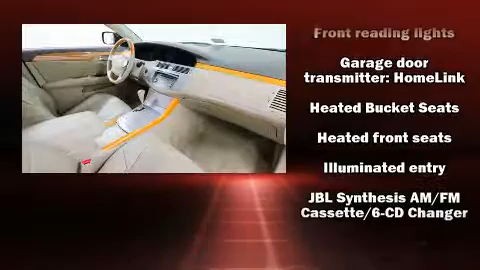 Front reading lights
Garage door
transmitter: HomeLink
Heated Bucket Seats
Heated front seats
Illuminated entry
JBL Synthesis AM/FM
Cassette/6-CD Changer